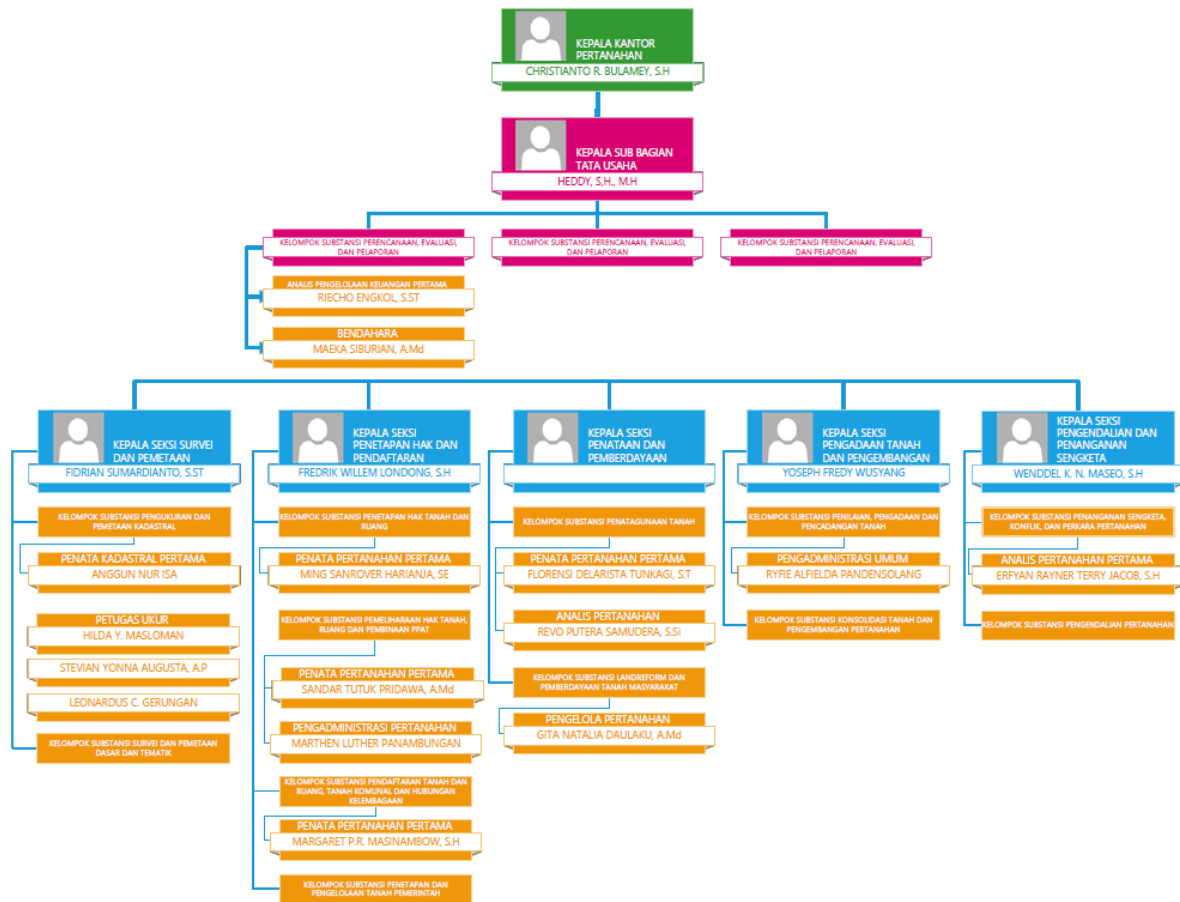 KEPALA KANTOR
PERTANAHAN
CHRISTIANTO R. BULAMEY, S.H
KEPALA SUB BAGIAN
TATA USAHA
HEDDY, S,H., M.H
KELOMPOK SUBSTANSI PERENCANAAN, EVALUASI,
DAN PELAPORAN
KELOMPOK SUBSTANSI PERENCANAAN, EVALUASI,
DAN PELAPORAN
KELOMPOK SUBSTANSI PERENCANAAN, EVALUASI,
DAN PELAPORAN
ANALIS PENGELOLAAN KEUANGAN PERTAMA
RIECHO ENGKOL, S.ST
BENDAHARA
MAEKA SIBURIAN, A.Md
KEPALA SEKSI SURVEI
DAN PEMETAAN
FIDRIAN SUMARDIANTO, S.ST
KELOMPOK SUBSTANSI PENGUKURAN DAN
PEMETAAN KADASTRAL
PENATA KADASTRAL PERTAMA
ANGGUN NUR ISA
PETUGAS UKUR
HILDA Y. MASLOMAN
STEVIAN YONNA AUGUSTA, A.P
LEONARDUS C. GERUNGAN
KELOMPOK SUBSTANSI SURVEI DAN PEMETAAN
DASAR DAN TEMATIK
KEPALA SEKSI
PENETAPAN HAK DAN
PENDAFTARAN
FREDRIK WILLEM LONDONG, S.H
KELOMPOK SUBSTANSI PENETAPAN HAK TANAH DAN
RUANG
PENATA PERTANAHAN PERTAMA
MING SANROVER HARIANJA, SE
KELOMPOK SUBSTANSI PEMELIHARAAN HAK TANAH,
RUANG DAN PEMBINAAN PPAT
PENATA PERTANAHAN PERTAMA
SANDAR TUTUK PRIDAWA, A.Md
PENGADMINISTRASI PERTANAHAN
MARTHEN LUTHER PANAMBUNGAN
KELOMPOK SUBSTANSI PENDAFTARAN TANAH DAN
RUANG, TANAH KOMUNAL DAN HUBUNGAN
KELEMBAGAAN
PENATA PERTANAHAN PERTAMA
MARGARET P.R. MASINAMBOW, S.H
KELOMPOK SUBSTANSI PENETAPAN DAN
PENGELOLAAN TANAH PEMERINTAH
KEPALA SEKSI
PENATAAN DAN
PEMBERDAYAAN
KELOMPOK SUBSTANSI PENATAGUNAAN TANAH
PENATA PERTANAHAN PERTAMA
FLORENSI DELARISTA TUNKAGI, S.T
ANALIS PERTANAHAN
REVO PUTERA SAMUDERA, S.Si
KELOMPOK SUBSTANSI LANDREFORM DAN
PEMBERDAYAAN TANAH MASYARAKAT
PENGELOLA PERTANAHAN
GITA NATALIA DAULAKU, A.Md
KEPALA SEKSI
PENGADAAN TANAH
DAN PENGEMBANGAN
YOSEPH FREDY WUSYANG
KELOMPOK SUBSTANSI PENILAIAN, PENGADAAN DAN
PENCADANGAN TANAH
PENGADMINISTRASI UMUM
RYFIE ALFIELDA PANDENSOLANG
KELOMPOK SUBSTANSI KONSOLIDASI TANAH DAN
PENGEMBANGAN PERTANAHAN
KEPALA SEKSI
PENGENDALIAN DAN
PENANGANAN
SENGKETA
WENDDEL K. N. MASEO, S.H
KELOMPOK SUBSTANSI PENANGANAN SENGKETA,
KONFLIK, DAN PERKARA PERTANAHAN
ANALIS PERTANAHAN PERTAMA
ERFYAN RAYNER TERRY JACOB, S.H
KELOMPOK SUBSTANSI PENGENDALIAN PERTANAHAN